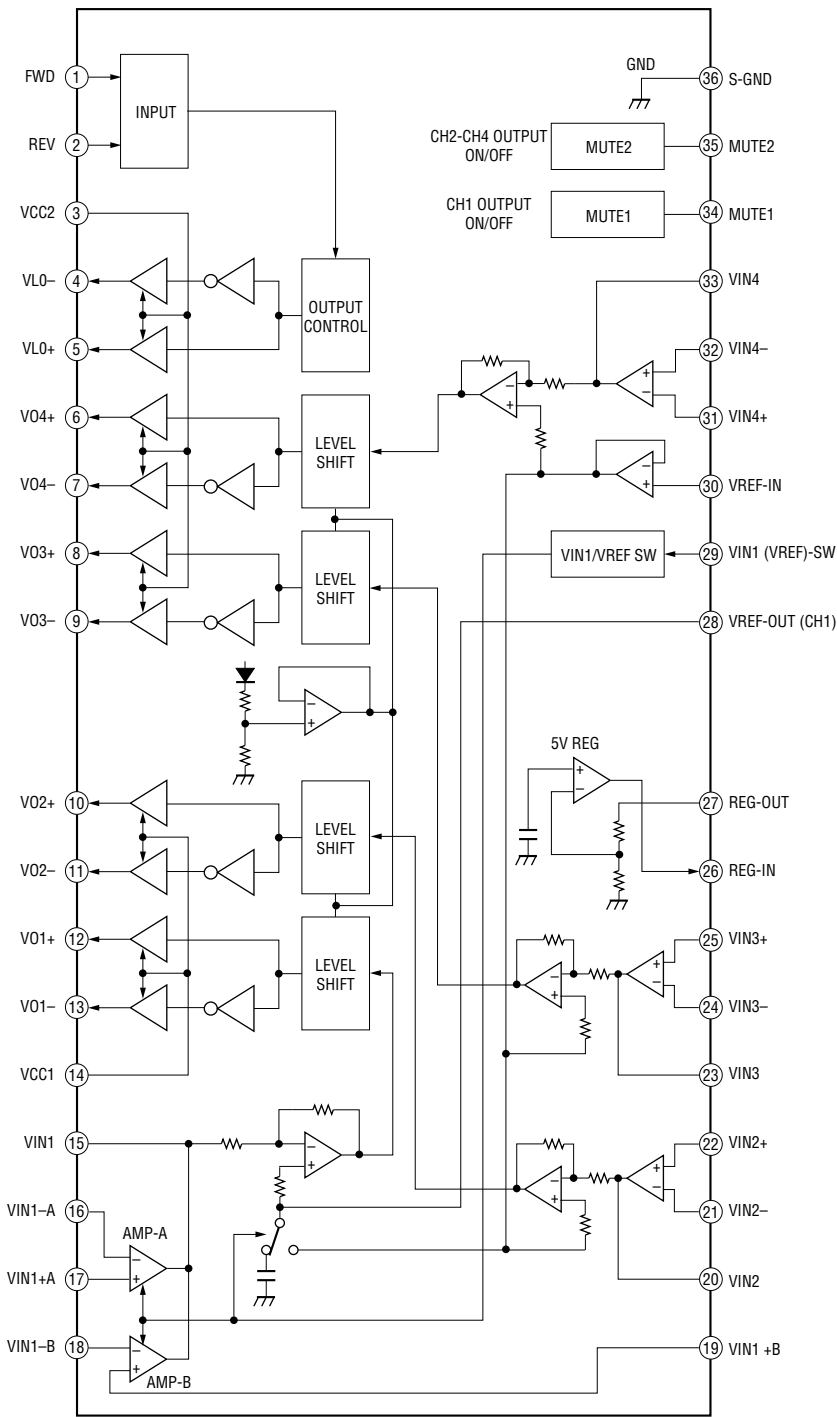 FWD 1
REV 2
INPUT
VCC2 3
VLO– 4
VLO+ 5
OUTPUT
CONTROL
VO4+ 6
VO4– 7
LEVEL
SHIFT
VO3+ 8
VO3– 9
LEVEL
SHIFT
– +
VO2+ 10
VO2– 11
LEVEL
SHIFT
VO1+ 12
VO1– 13
LEVEL
SHIFT
VCC1 14
VIN1 15
– +
VIN1–A 16
VIN1+A 17
AMP-A
– +
VIN1–B 18
– +
AMP-B
GND
36 S-GND
CH2-CH4 OUTPUT
ON/OFF
MUTE2
35 MUTE2
CH1 OUTPUT
ON/OFF
MUTE1
34 MUTE1
33 VIN4
– +
+ –
32 VIN4–
31 VIN4+
– +
30 VREF-IN
VIN1/VREF SW
29 VIN1 (VREF)-SW
28 VREF-OUT (CH1)
5V REG
+ –
27 REG-OUT
26 REG-IN
– +
+ –
25 VIN3+
24 VIN3–
23 VIN3
– +
+ –
22 VIN2+
21 VIN2–
20 VIN2
19 VIN1 +B